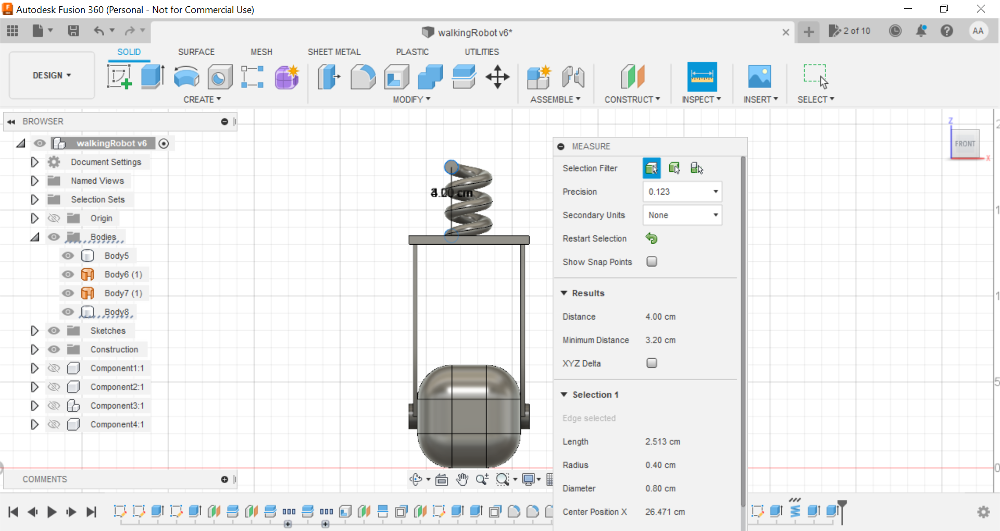 Autodesk Fusion 360 (Personal - Not for Commercial Use)
walkingRobot v6*
2 of 10
AA
SOLID
SURFACE
MESH
SHEET METAL
PLASTIC
UTILITIES
DESIGN
CREATE
MODIFY
ASSEMBLE
CONSTRUCT
INSPECT
INSERT
SELECT
BROWSER
walkingRobot v6
Document Settings
Named Views
Selection Sets
Origin
Bodies
Body5
Body6 (1)
Body7 (1)
Body8
Sketches
Construction
Component1:1
Component2:1
Component3:1
Component4:1
COMMENTS
Z
FRONT
X
MEASURE
Selection Filter
Precision 0.123
Secondary Units None
Restart Selection
Show Snap Points
Results
Distance 4.00 cm
Minimum Distance 3.20 cm
XYZ Delta
Selection 1
Edge selected
Length 2.513 cm
Radius 0.40 cm
Diameter 0.80 cm
Center Position X 26.471 cm
5
0